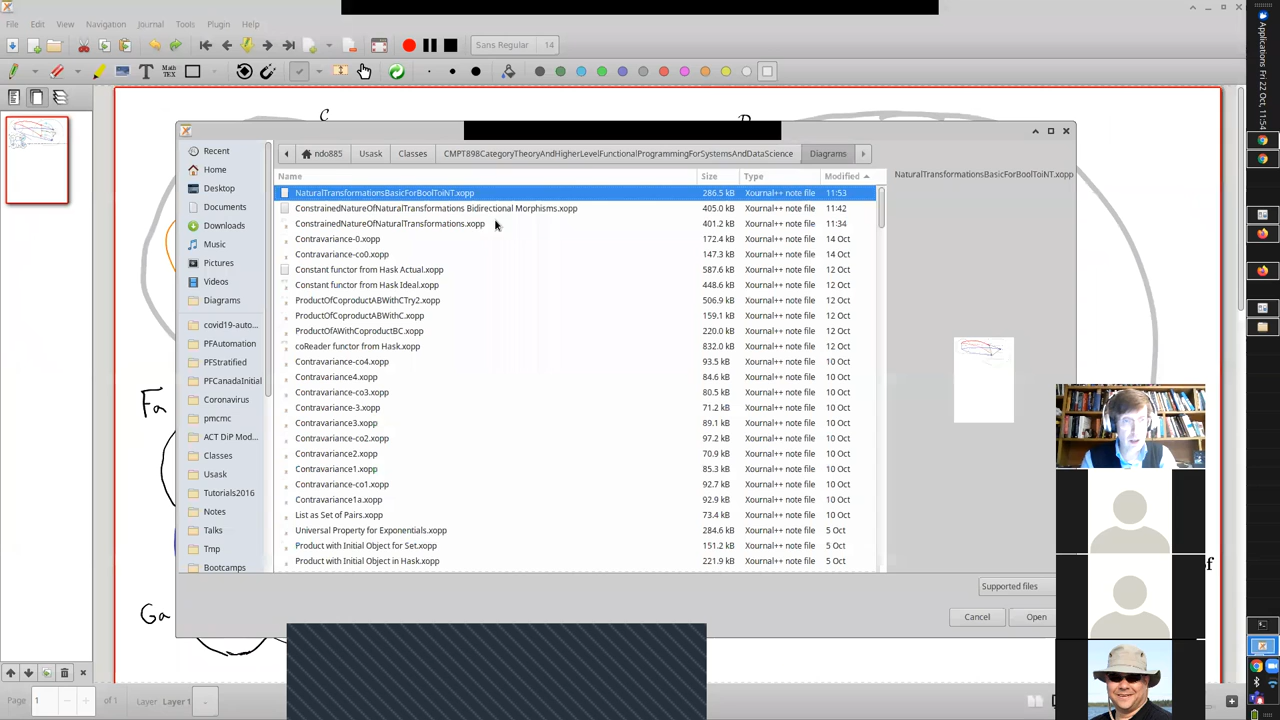 File Edit View Navigation Journal Tools Plugin Help
Sans Regular 14
Math TEX
C
ndo885 Usask Classes CMPT898CategoryTheoryAndHigherLevelFunctionalProgrammingForSystemsAndDataScience Diagrams
Recent
Home
Desktop
Documents
Downloads
Music
Pictures
Videos
Diagrams
covid19-auto...
PFAutomation
PFStratified
PFCanadaInitial
Coronavirus
pmcmc
ACT DiP Mod...
Classes
Usask
Tutorials2016
Notes
Talks
Tmp
Bootcamps
Name Size Type Modified
NaturalTransformationsBasicForBoolToiNT.xopp 286.5 kB Xournal++ note file 11:53
ConstrainedNatureOfNaturalTransformations Bidirectional Morphisms.xopp 405.0 kB Xournal++ note file 11:42
ConstrainedNatureOfNaturalTransformations.xopp 401.2 kB Xournal++ note file 11:34
Contravariance-0.xopp 172.4 kB Xournal++ note file 14 Oct
Contravariance-co0.xopp 147.3 kB Xournal++ note file 14 Oct
Constant functor from Hask Actual.xopp 587.6 kB Xournal++ note file 12 Oct
Constant functor from Hask Ideal.xopp 448.6 kB Xournal++ note file 12 Oct
ProductOfCoproductABWithCTry2.xopp 506.9 kB Xournal++ note file 12 Oct
ProductOfCoproductABWithC.xopp 159.1 kB Xournal++ note file 12 Oct
ProductOfAWithCoproductBC.xopp 220.0 kB Xournal++ note file 12 Oct
coReader functor from Hask.xopp 832.0 kB Xournal++ note file 12 Oct
Contravariance-co4.xopp 93.5 kB Xournal++ note file 10 Oct
Contravariance4.xopp 84.6 kB Xournal++ note file 10 Oct
Contravariance-co3.xopp 80.5 kB Xournal++ note file 10 Oct
Contravariance-3.xopp 71.2 kB Xournal++ note file 10 Oct
Contravariance3.xopp 89.1 kB Xournal++ note file 10 Oct
Contravariance-co2.xopp 97.2 kB Xournal++ note file 10 Oct
Contravariance2.xopp 70.9 kB Xournal++ note file 10 Oct
Contravariance1.xopp 85.3 kB Xournal++ note file 10 Oct
Contravariance-co1.xopp 92.7 kB Xournal++ note file 10 Oct
Contravariance1a.xopp 92.9 kB Xournal++ note file 10 Oct
List as Set of Pairs.xopp 73.4 kB Xournal++ note file 10 Oct
Universal Property for Exponentials.xopp 284.6 kB Xournal++ note file 5 Oct
Product with Initial Object for Set.xopp 151.2 kB Xournal++ note file 5 Oct
Product with Initial Object in Hask.xopp 221.9 kB Xournal++ note file 5 Oct
NaturalTransformationsBasicForBoolToiNT.xopp
Supported files
Cancel Open
Fa
Ga
of
Page 1 of 1 Layer Layer 1
Applications Fri 22 Oct, 11:54